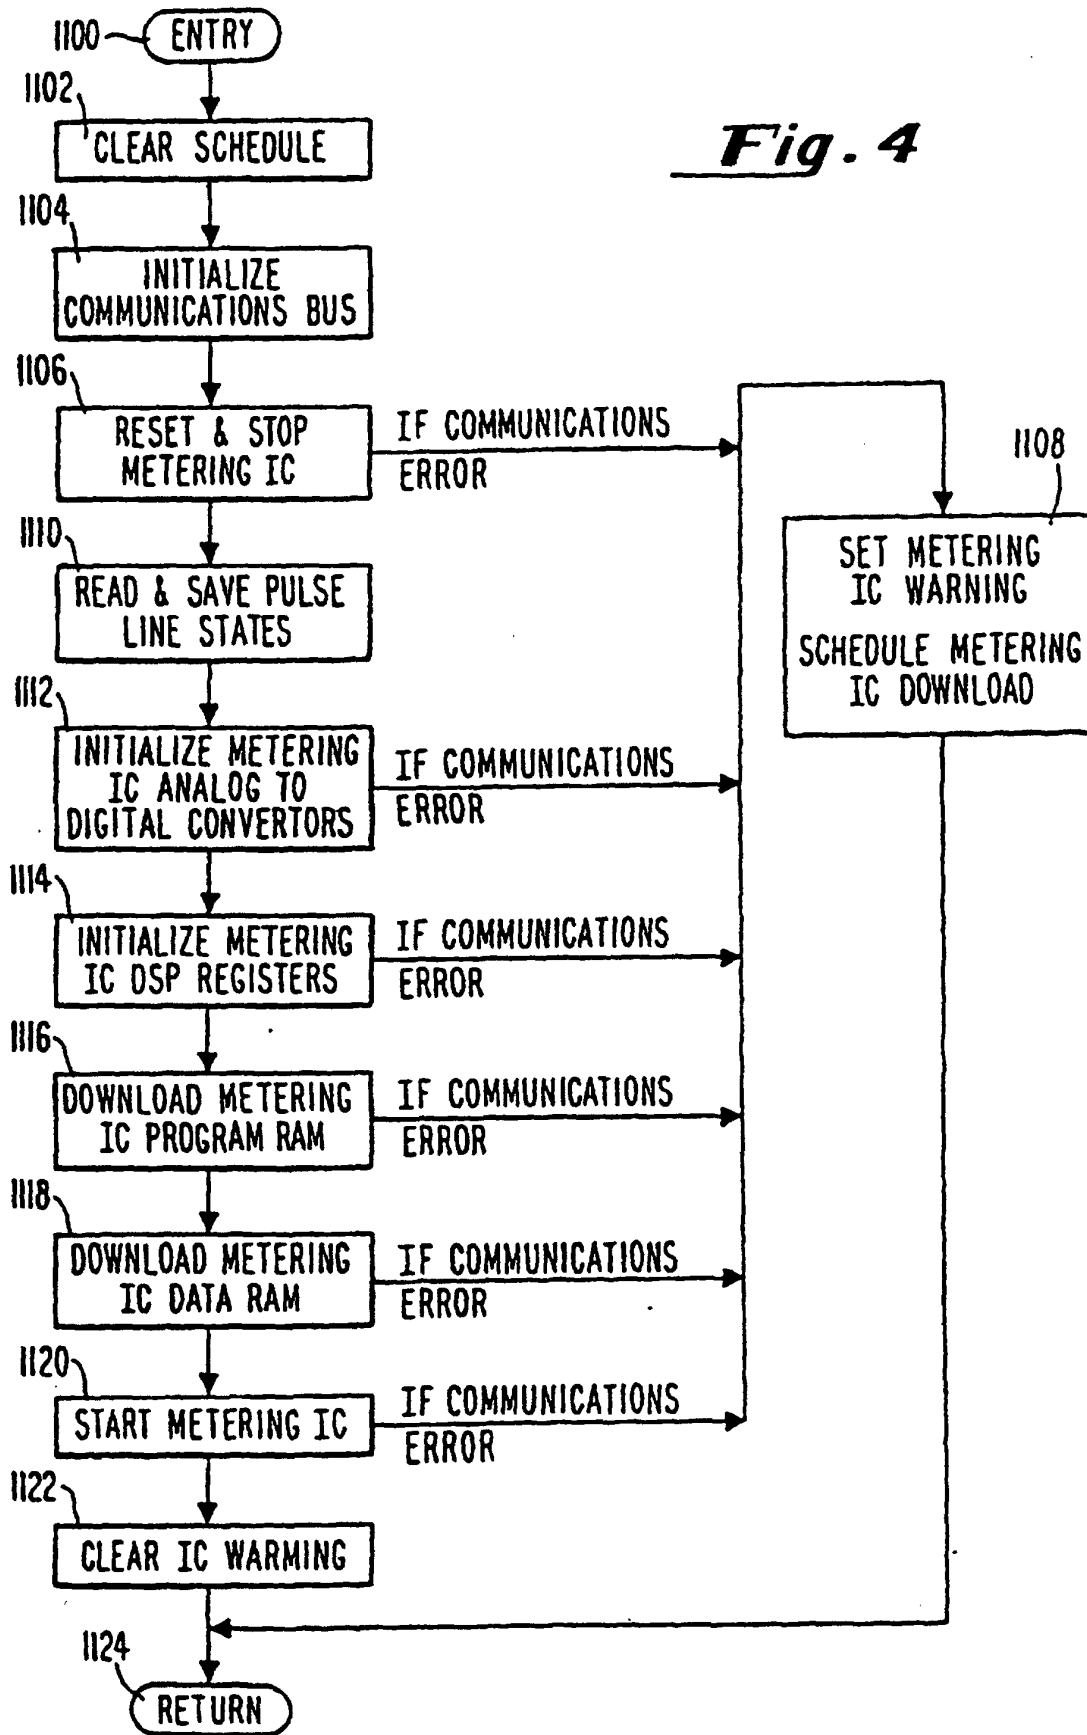 1100
ENTRY
1102
CLEAR SCHEDULE
Fig. 4
1104
INITIALIZE
COMMUNICATIONS BUS
1106
RESET & STOP
METERING IC
IF COMMUNICATIONS
ERROR
1108
SET METERING
IC WARNING
SCHEDULE METERING
IC DOWNLOAD
1110
READ & SAVE PULSE
LINE STATES
1112
INITIALIZE METERING
IC ANALOG TO
DIGITAL CONVERTORS
IF COMMUNICATIONS
ERROR
1114
INITIALIZE METERING
IC DSP REGISTERS
IF COMMUNICATIONS
ERROR
1116
DOWNLOAD METERING
IC PROGRAM RAM
IF COMMUNICATIONS
ERROR
1118
DOWNLOAD METERING
IC DATA RAM
IF COMMUNICATIONS
ERROR
1120
START METERING IC
IF COMMUNICATIONS
ERROR
1122
CLEAR IC WARMING
1124
RETURN